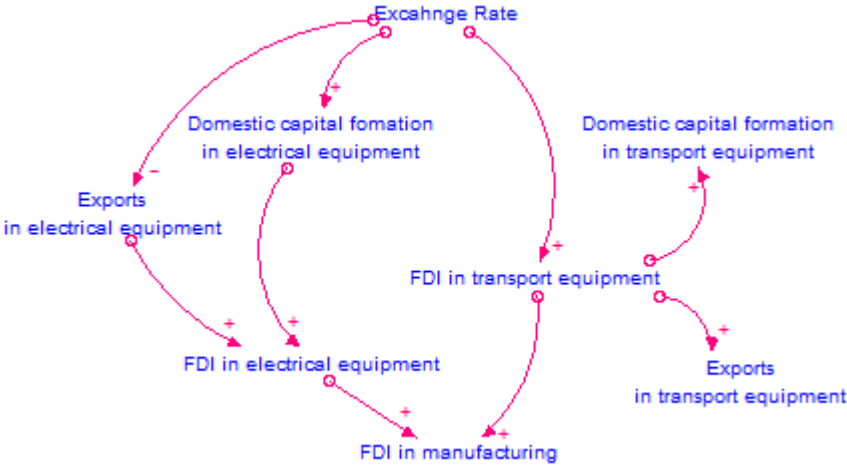 Excahnge Rate
+
Domestic capital fomation
in electrical equipment
Domestic capital formation
in transport equipment
-
+
Exports
in electrical equipment
+
FDI in transport equipment
+
+
+
FDI in electrical equipment
Exports
in transport equipment
+
+
FDI in manufacturing